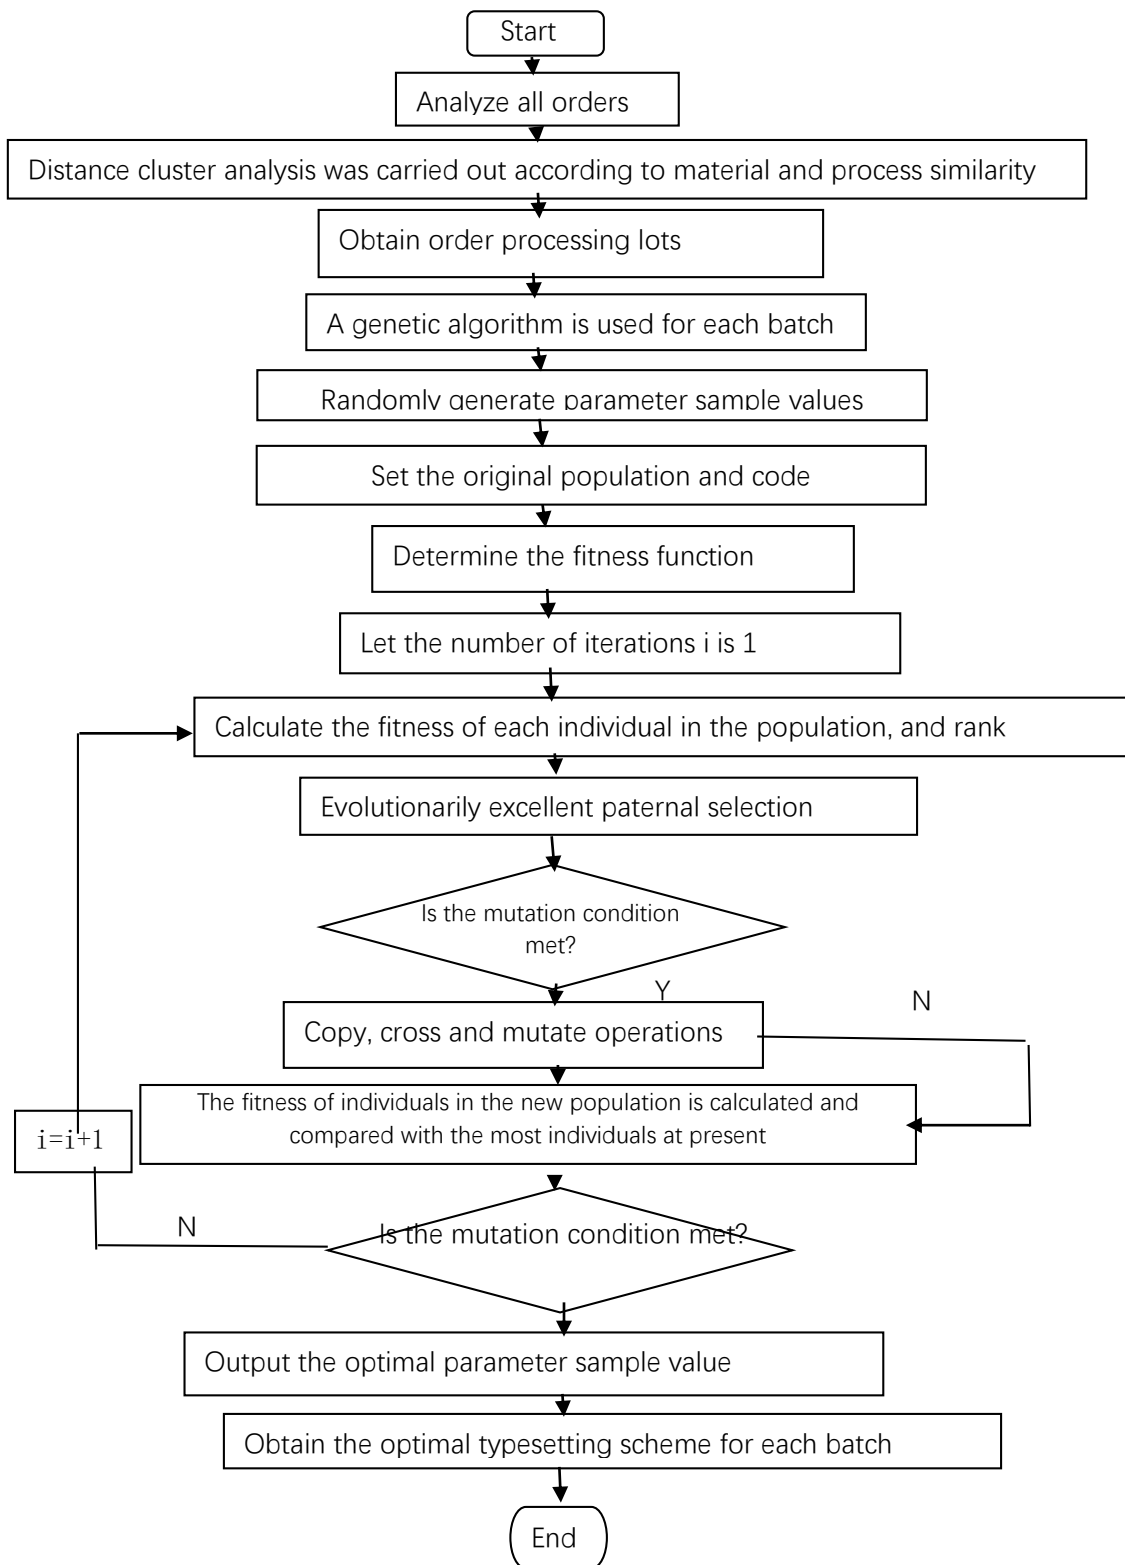 Start
Analyze all orders
Distance cluster analysis was carried out according to material and process similarity
Obtain order processing lots
A genetic algorithm is used for each batch
Randomly generate parameter sample values
Set the original population and code
Determine the fitness function
Let the number of iterations i is 1
Calculate the fitness of each individual in the population, and rank
Evolutionarily excellent paternal selection
Is the mutation condition
met?
Y
N
Copy, cross and mutate operations
The fitness of individuals in the new population is calculated and
compared with the most individuals at present
i=i+1
N
Is the mutation condition met?
Output the optimal parameter sample value
Obtain the optimal typesetting scheme for each batch
End